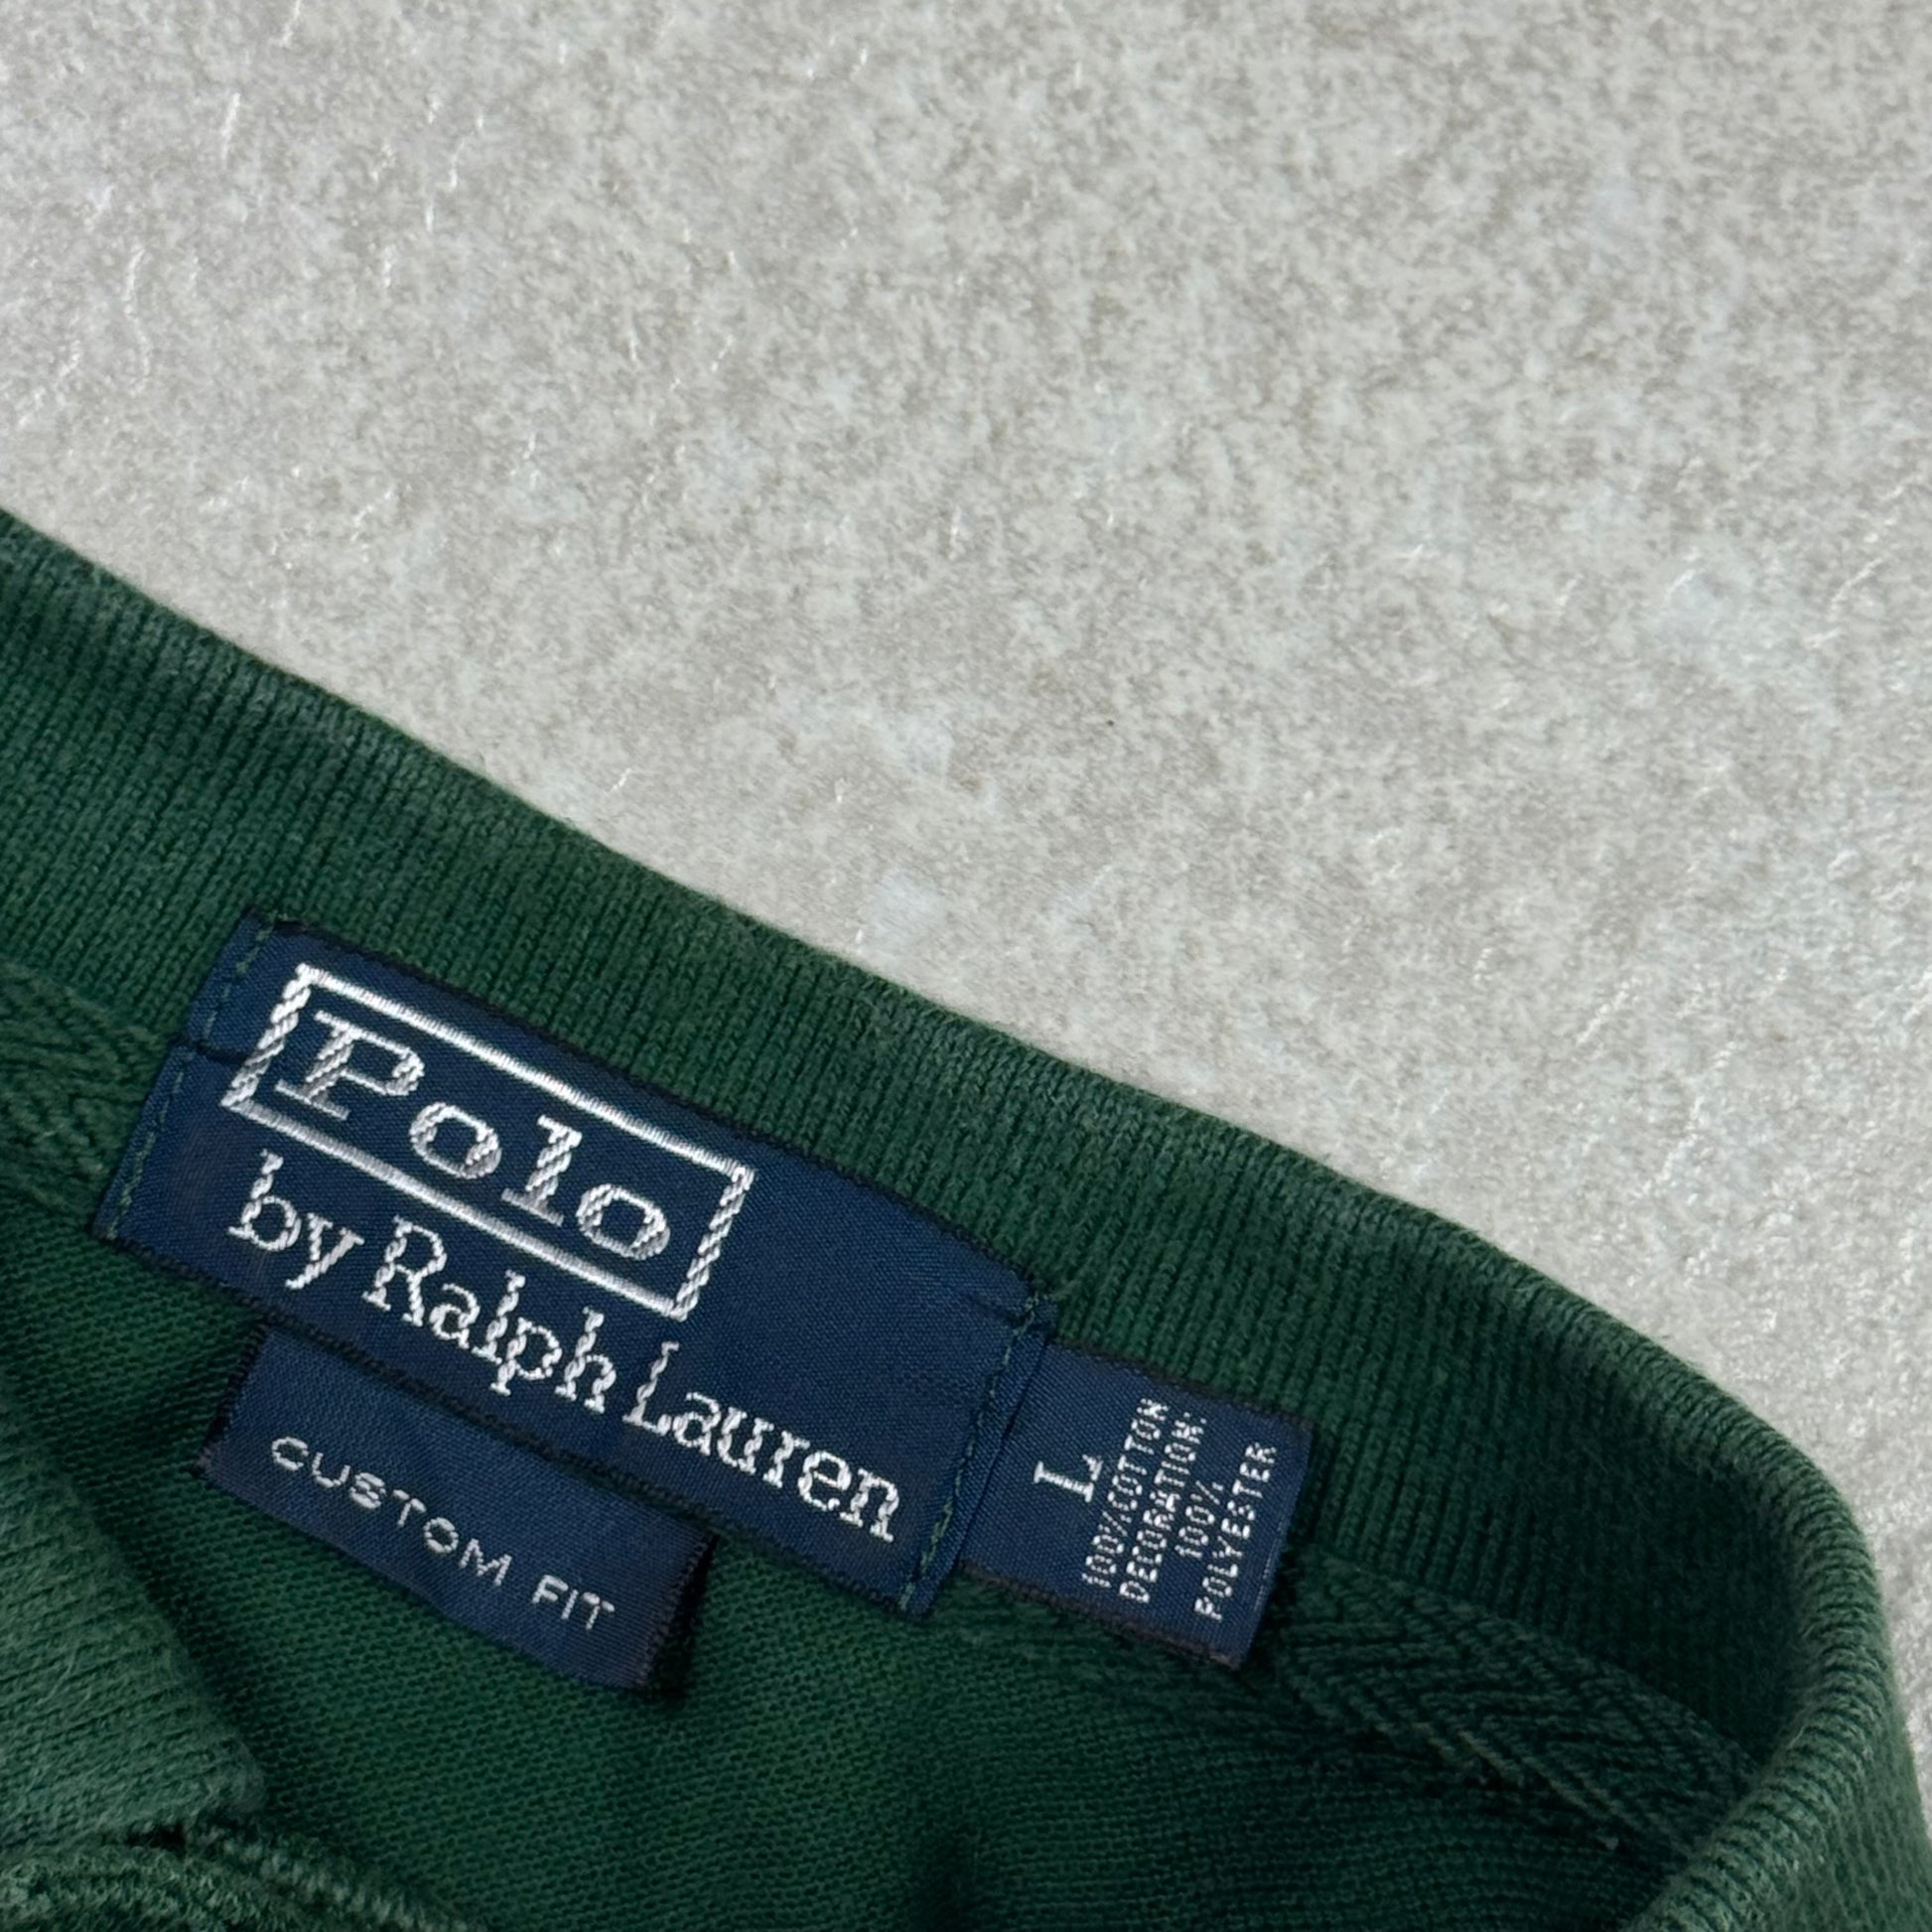 Polo
by Ralph Lauren
CUSTOM FIT
L
100% COTTON
DECORATION:
100%
POLYESTER